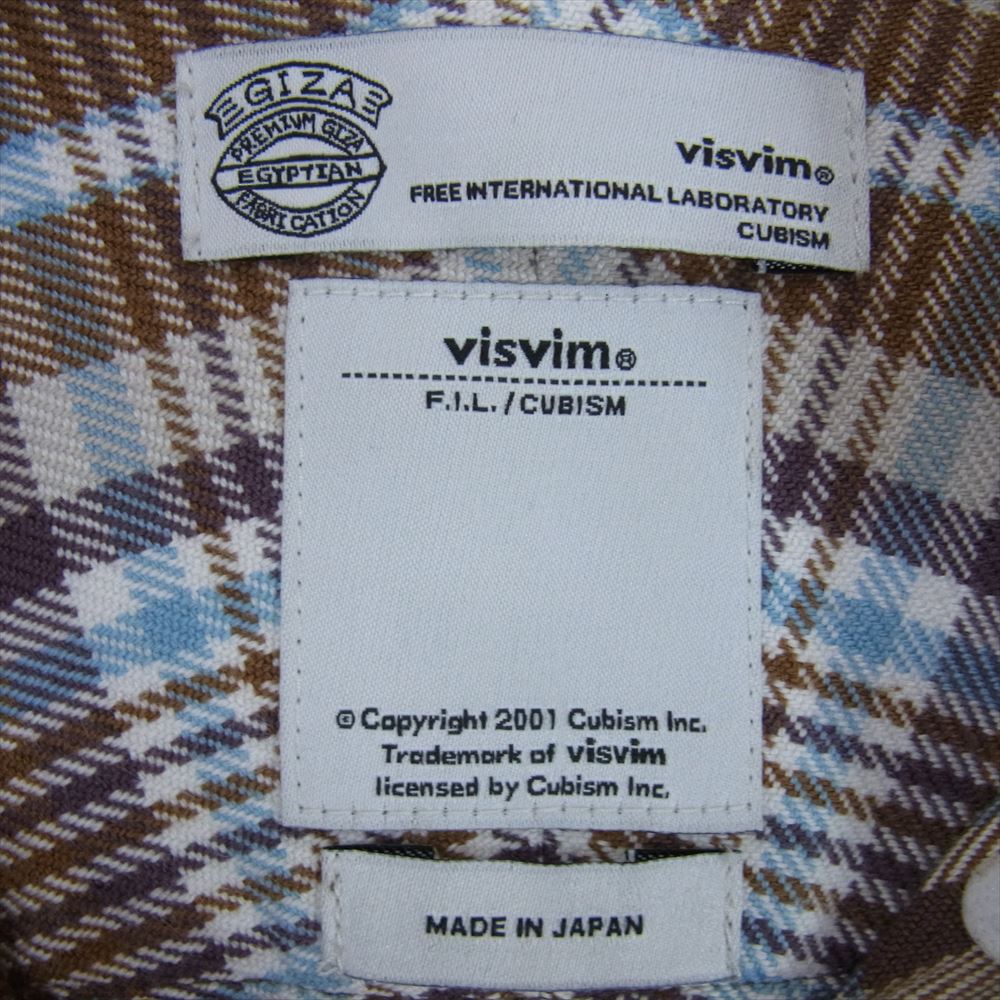 GIZA
PREMIUM GIZA
EGYPTIAN
FABRICATION
visvim®
FREE INTERNATIONAL LABORATORY
CUBISM
visvim®
F.I.L./CUBISM
© Copyright 2001 Cubism Inc.
Trademark of visvim
licensed by Cubism Inc.
MADE IN JAPAN